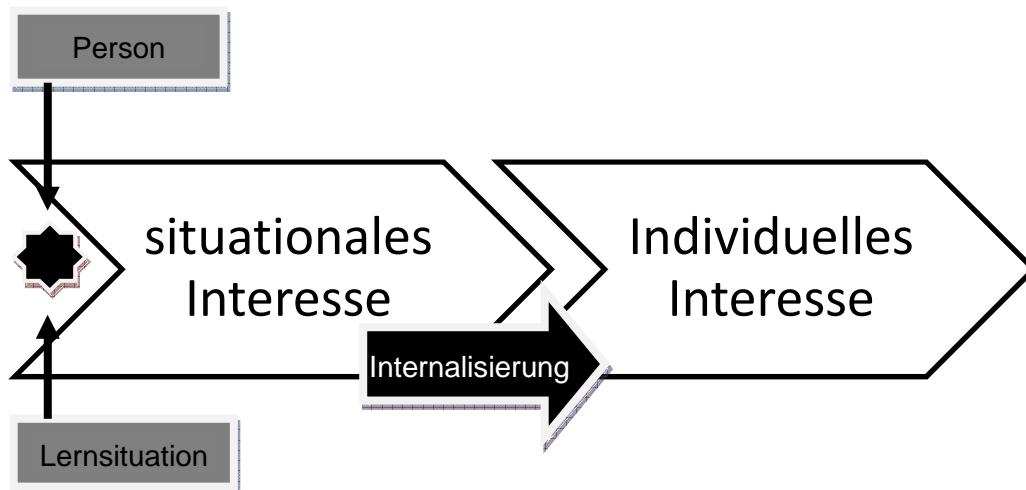 Person
situationales
Interesse
Individuelles
Interesse
Internalisierung
Lernsituation